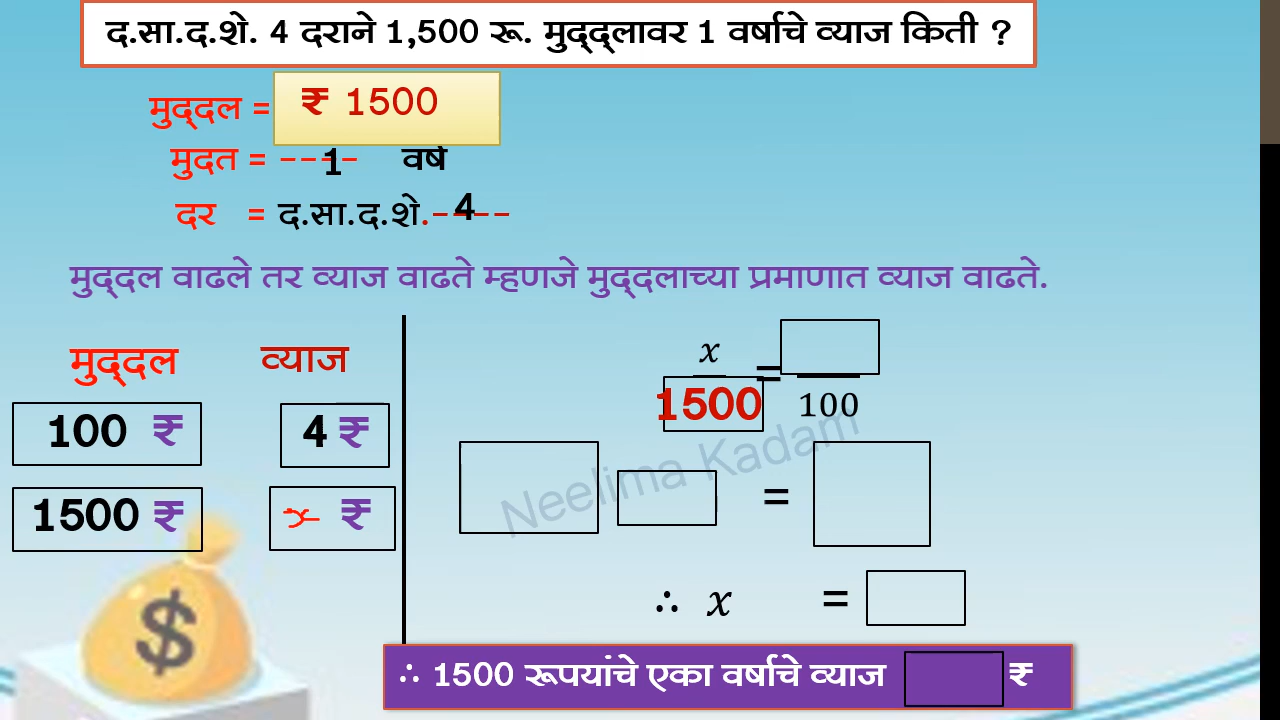 द.सा.द.शे. 4 दराने 1,500 रू. मुद्द्लावर 1 वर्षाचे व्याज किती ?
मुद्दल = ₹ 1500
मुदत = ---- 1 वर्ष
दर = द.सा.द.शे.---- 4
मुद्दल वाढले तर व्याज वाढते म्हणजे मुद्दलाच्या प्रमाणात व्याज वाढते.
मुद्दल व्याज
100 ₹ 4 ₹
1500 ₹ x ₹
x
=
1500 100
Neelima Kadam
=
∴ x =
∴ 1500 रूपयांचे एका वर्षाचे व्याज ₹
$